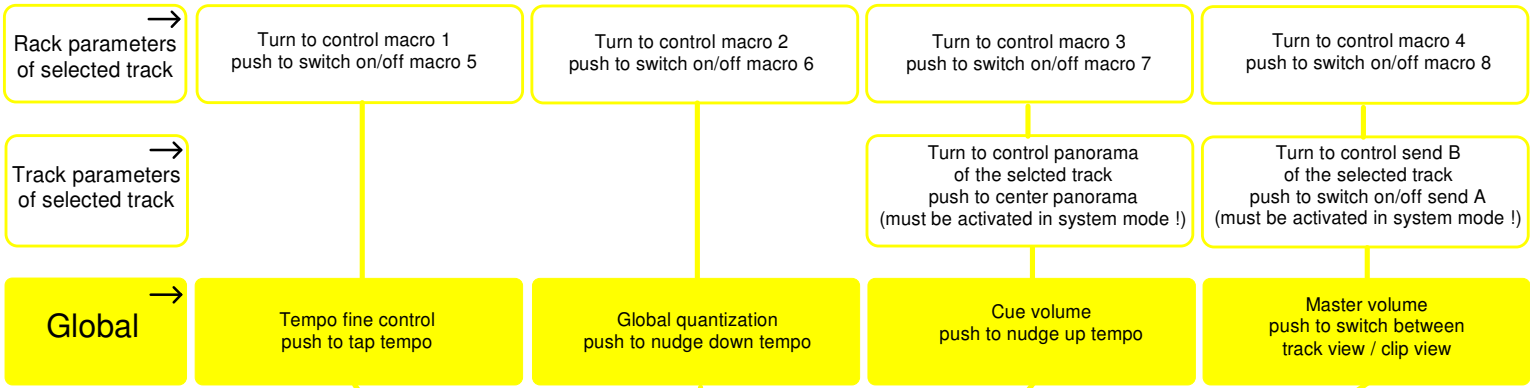 Rack parameters
of selected track
Turn to control macro 1
push to switch on/off macro 5
Turn to control macro 2
push to switch on/off macro 6
Turn to control macro 3
push to switch on/off macro 7
Turn to control macro 4
push to switch on/off macro 8
Track parameters
of selected track
Turn to control panorama
of the selcted track
push to center panorama
(must be activated in system mode !)
Turn to control send B
of the selected track
push to switch on/off send A
(must be activated in system mode !)
Global
Tempo fine control
push to tap tempo
Global quantization
push to nudge down tempo
Cue volume
push to nudge up tempo
Master volume
push to switch between
track view / clip view